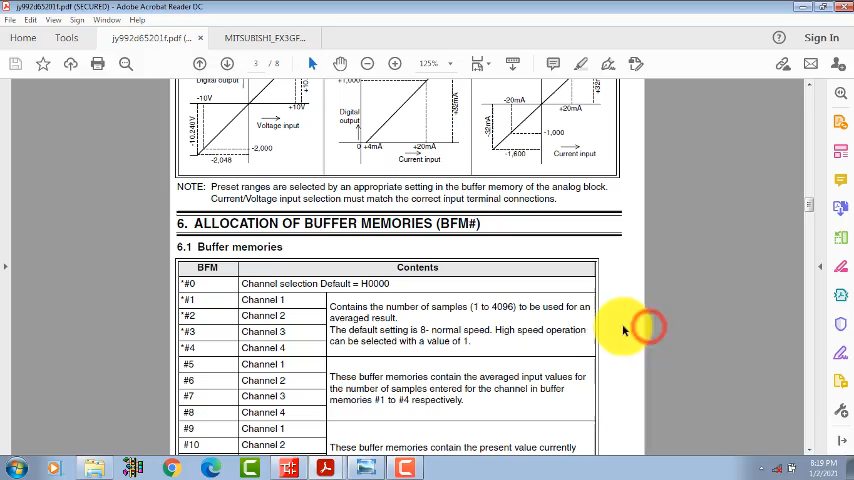 jy992d65201f.pdf (SECURED) - Adobe Acrobat Reader DC
File Edit View Sign Window Help
Home Tools jy992d65201f.pdf (... × MITSUBISHI_FX3GF... Sign In
3 / 8 125%
Digital output
-10V
+10V
Voltage input
-10.240V
-2,048
-2,000
+1,000
Digital
output
0 +4mA +20mA
Current input
-20mA
+20mA
-32mA
-1,000
-1,600
Current input
NOTE: Preset ranges are selected by an appropriate setting in the buffer memory of the analog block.
Current/Voltage input selection must match the correct input terminal connections.
6. ALLOCATION OF BUFFER MEMORIES (BFM#)
6.1 Buffer memories
BFM Contents
*#0 Channel selection Default = H0000
*#1 Channel 1
*#2 Channel 2
*#3 Channel 3
*#4 Channel 4
Contains the number of samples (1 to 4096) to be used for an
averaged result.
The default setting is 8- normal speed. High speed operation
can be selected with a value of 1.
#5 Channel 1
#6 Channel 2
#7 Channel 3
#8 Channel 4
These buffer memories contain the averaged input values for
the number of samples entered for the channel in buffer
memories #1 to #4 respectively.
#9 Channel 1
#10 Channel 2
These buffer memories contain the present value currently
8:19 PM
1/2/2021